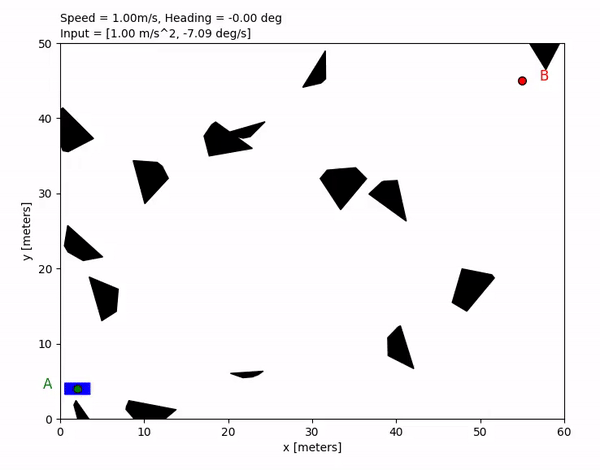 Speed = 1.00m/s, Heading = -0.00 deg
Input = [1.00 m/s^2, -7.09 deg/s]
50
B
40
30
y [meters]
20
10
A
0
0 10 20 30 40 50 60
x [meters]